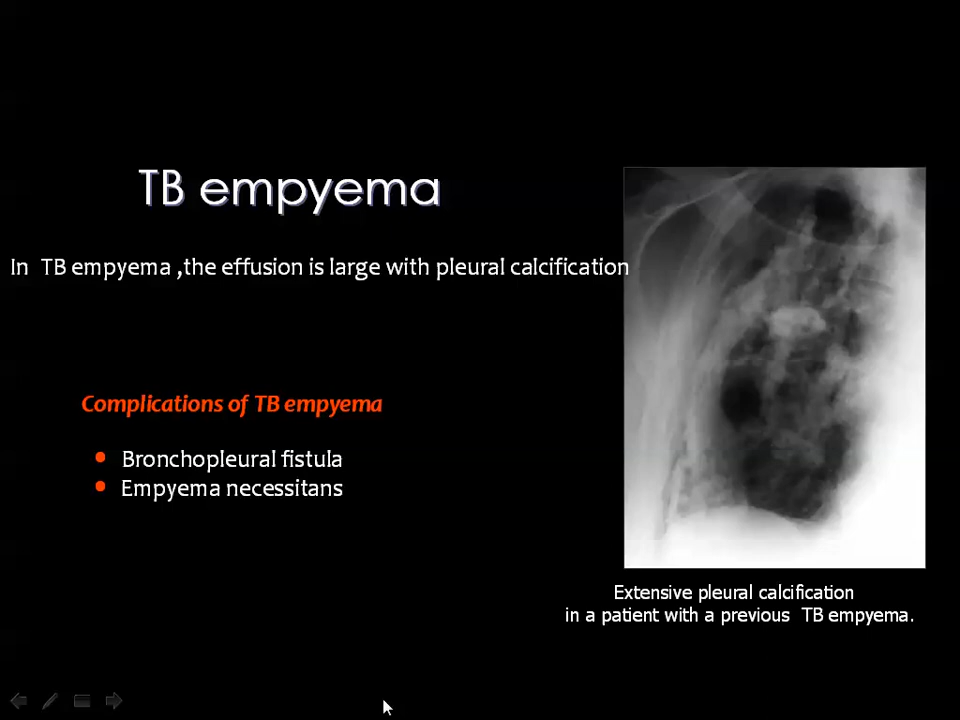 TB empyema
In TB empyema ,the effusion is large with pleural calcification
Complications of TB empyema
• Bronchopleural fistula
• Empyema necessitans
Extensive pleural calcification
in a patient with a previous TB empyema.